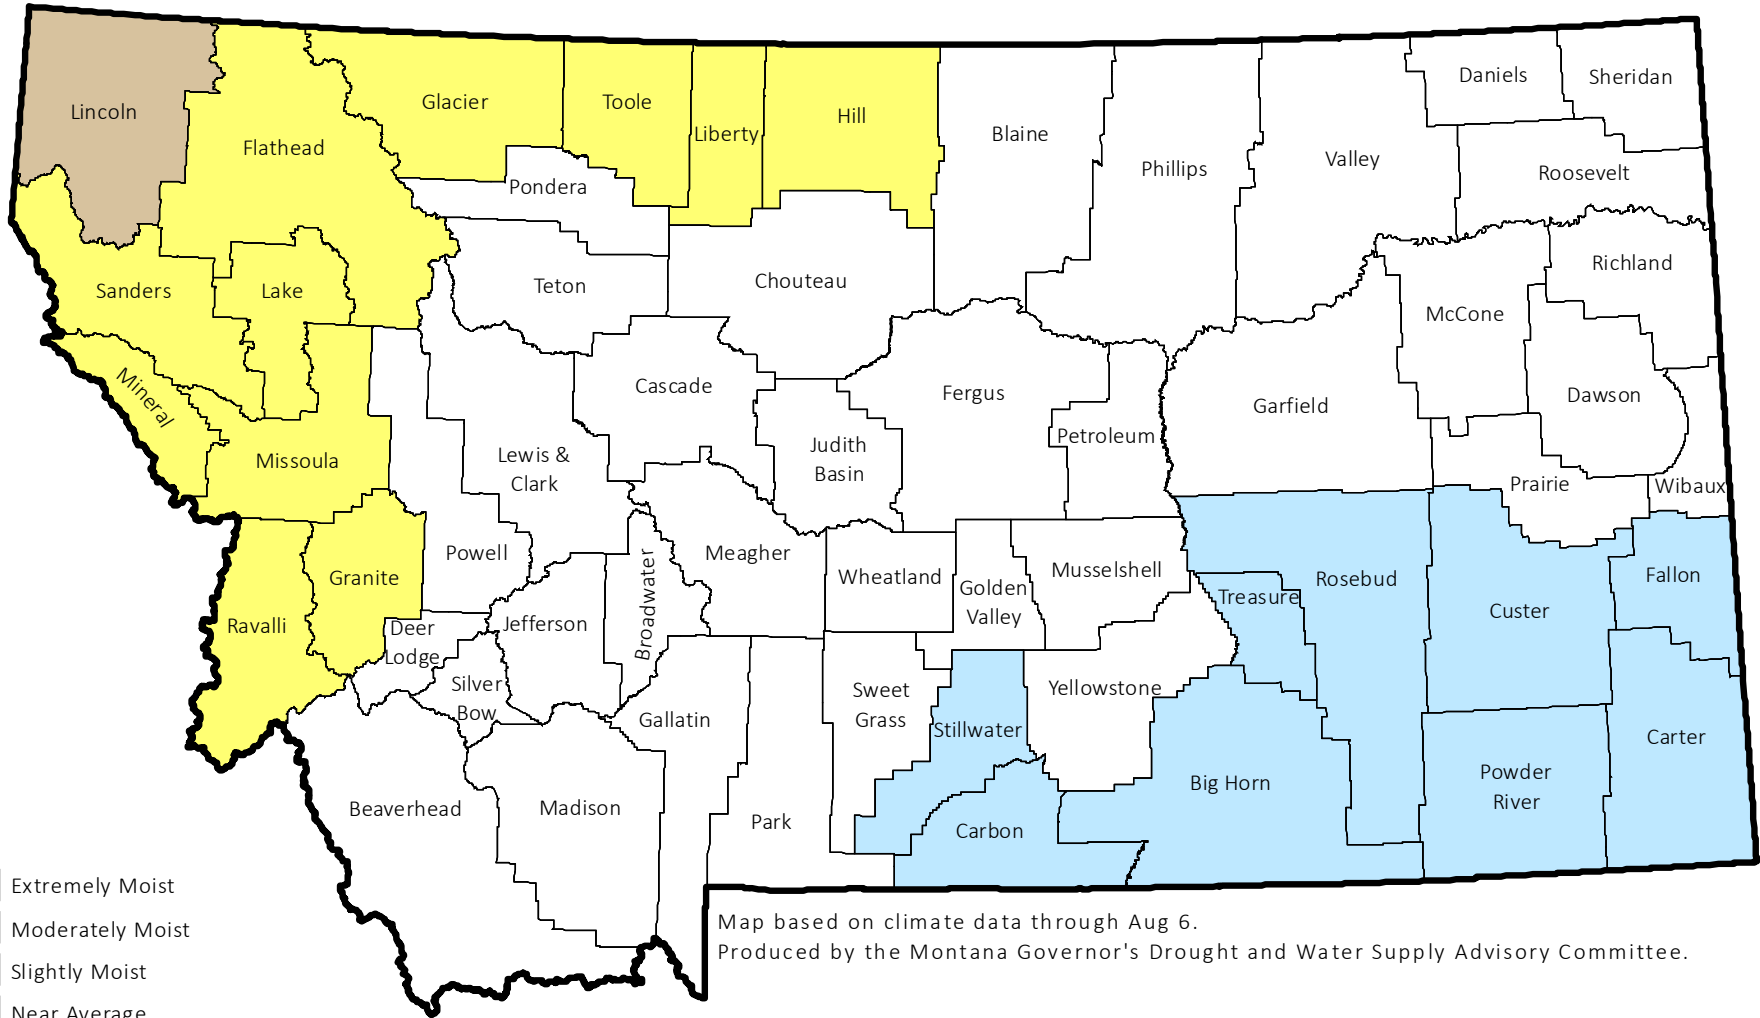 Lincoln
Flathead
Glacier
Toole
Liberty
Hill
Blaine
Phillips
Valley
Daniels
Sheridan
Roosevelt
Pondera
Sanders
Lake
Teton
Chouteau
Richland
McCone
Mineral
Missoula
Cascade
Judith
Basin
Fergus
Petroleum
Garfield
Dawson
Lewis &
Clark
Prairie
Wibaux
Powell
Granite
Ravalli
Meagher
Broadwater
Wheatland
Golden
Valley
Musselshell
Treasure
Rosebud
Custer
Fallon
Deer
Lodge
Jefferson
Silver
Bow
Gallatin
Sweet
Grass
Stillwater
Yellowstone
Carter
Beaverhead
Madison
Park
Carbon
Big Horn
Powder
River
Extremely Moist
Moderately Moist
Slightly Moist
Near Average
Map based on climate data through Aug 6.
Produced by the Montana Governor's Drought and Water Supply Advisory Committee.